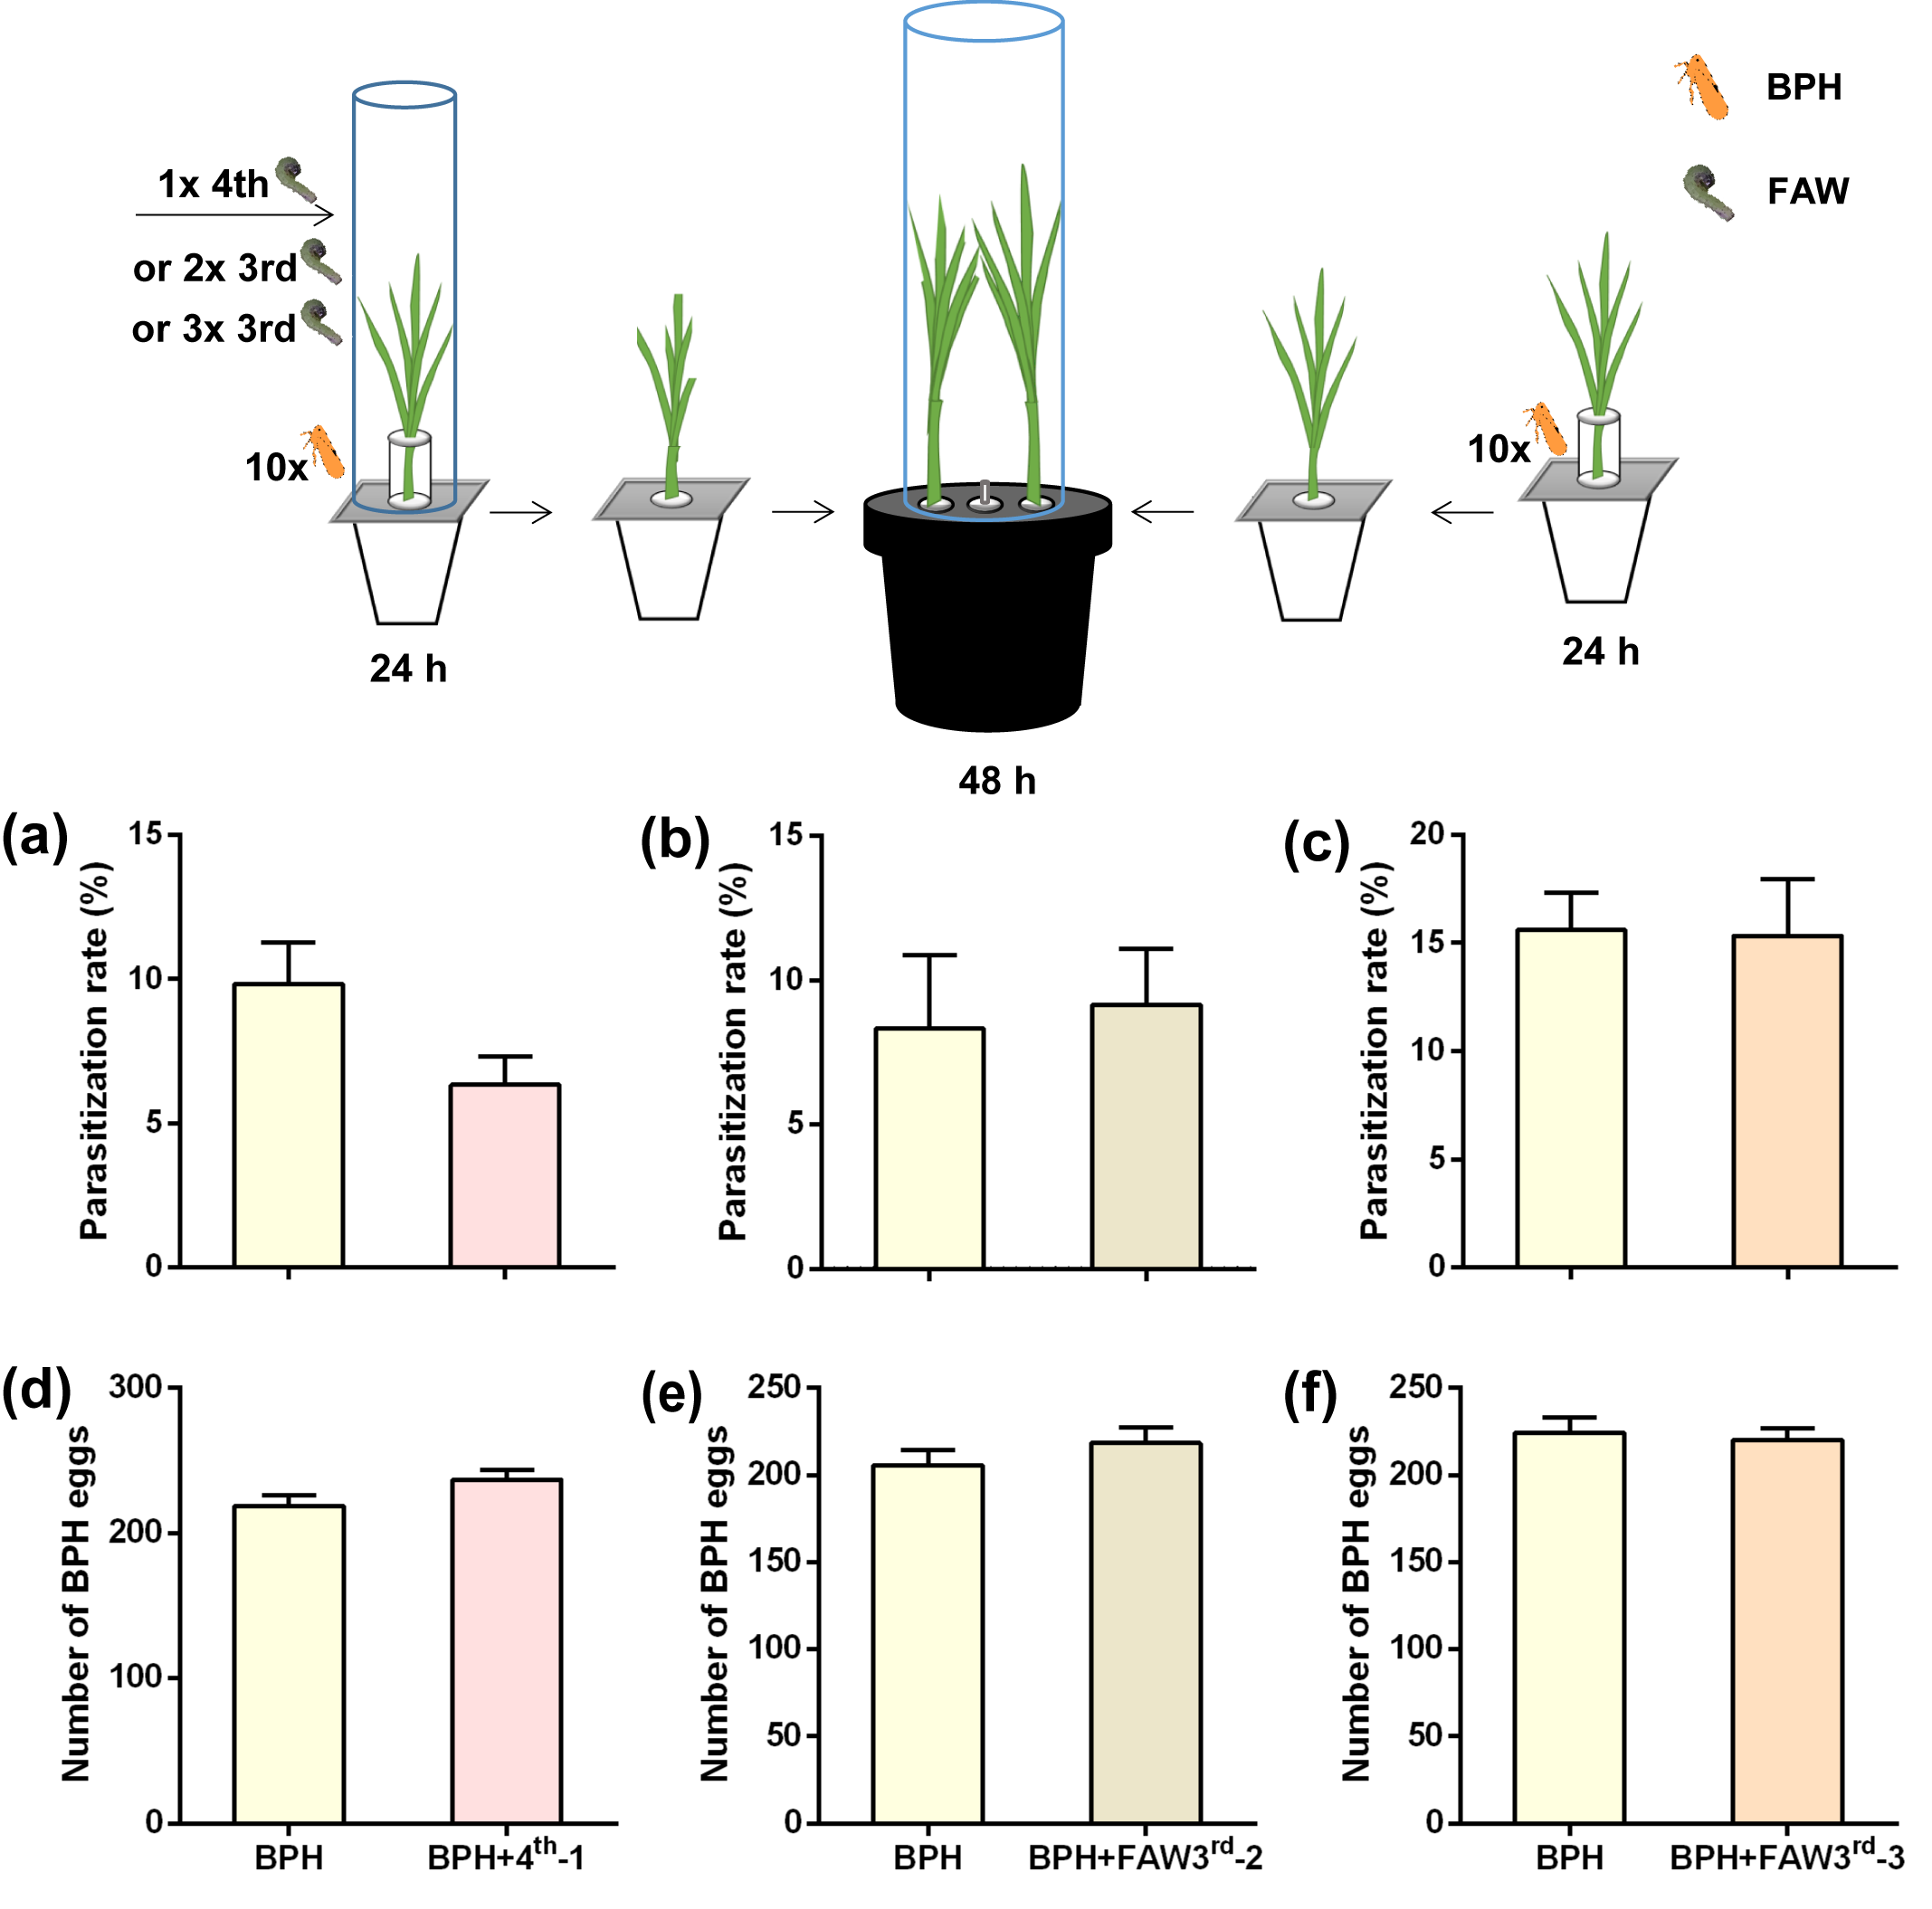 BPH
1x 4th
FAW
or 2x 3rd
or 3x 3rd
10x
10x
24 h
24 h
48 h
(a)
Parasitization rate (%)
15
10
5
0
(b)
Parasitization rate (%)
15
10
5
0
(c)
Parasitization rate (%)
20
15
10
5
0
(d)
Number of BPH eggs
300
200
100
0
BPH
BPH+4th-1
(e)
Number of BPH eggs
250
200
150
100
50
0
BPH
BPH+FAW3rd-2
(f)
Number of BPH eggs
250
200
150
100
50
0
BPH
BPH+FAW3rd-3